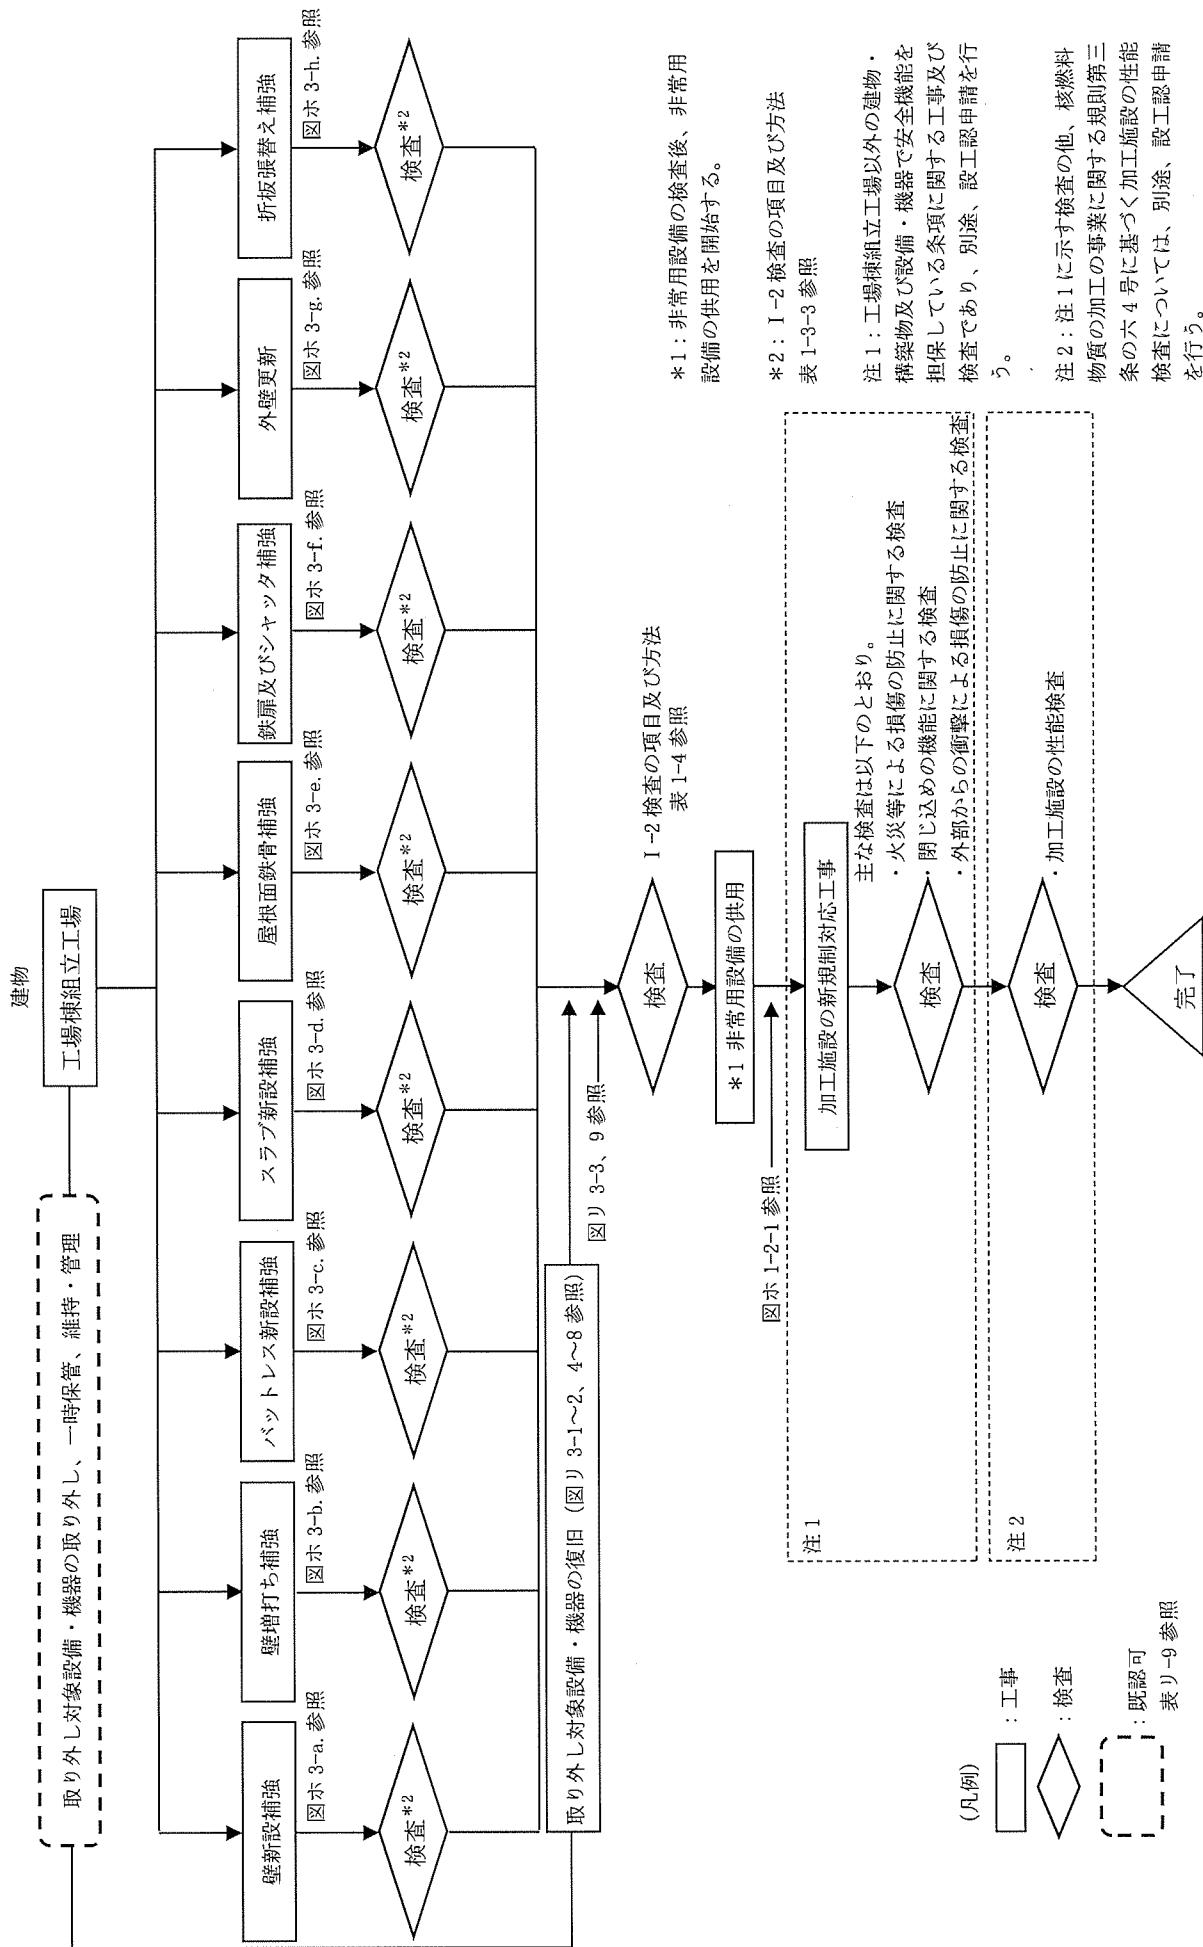 建物
取り外し対象設備・機器の取り外し、一時保管、維持・管理
工場棟組立工場
壁新設補強
壁増打ち補強
バットレス新設補強
スラブ新設補強
屋根面鉄骨補強
鉄扉及びシャッタ補強
外壁更新
折板張替え補強
図ホ 3-a. 参照
図ホ 3-b. 参照
図ホ 3-c. 参照
図ホ 3-d. 参照
図ホ 3-e. 参照
図ホ 3-f. 参照
図ホ 3-g. 参照
図ホ 3-h. 参照
検査*2
検査*2
検査*2
検査*2
検査*2
検査*2
検査*2
検査*2
取り外し対象設備・機器の復旧（図リ 3-1～2、4～8 参照）
図リ 3-3、9 参照
検査
I-2 検査の項目及び方法
表 1-4 参照
*1 非常用設備の供用
図ホ 1-2-1 参照
注 1
加工施設の新規制対応工事
主な検査は以下のとおり。
・火災等による損傷の防止に関する検査
・閉じ込めの機能に関する検査
・外部からの衝撃による損傷の防止に関する検査
検査
注 2
検査
・加工施設の性能検査
完了
*1：非常用設備の検査後、非常用
設備の供用を開始する。
*2：I-2 検査の項目及び方法
表 1-3-3 参照
注 1：工場棟組立工場以外の建物・
構築物及び設備・機器で安全機能を
担保している条項に関する工事及び
検査であり、別途、設工認申請を行
う。
注 2：注 1 に示す検査の他、核燃料
物質の加工の事業に関する規則第三
条の六 4 号に基づく加工施設の性能
検査については、別途、設工認申請
を行う。
(凡例)
：工事
：検査
：既認可
表リ-9 参照